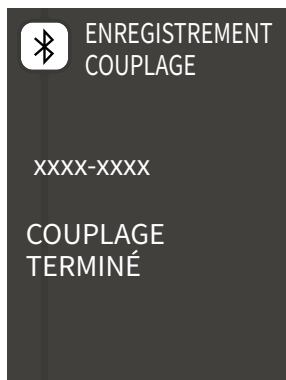 ENREGISTREMENT
COUPLAGE
xxxx-xxxx
COUPLAGE
TERMINÉ